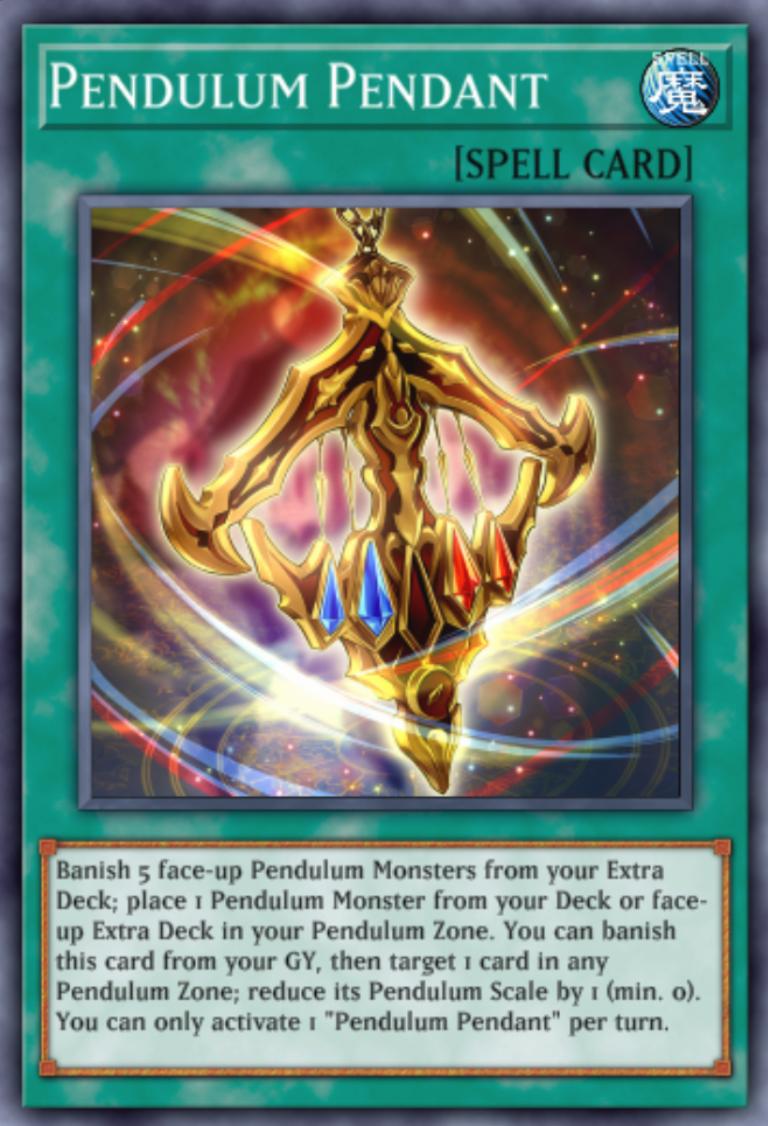 Pendulum Pendant
SPELL
魔
[SPELL CARD]
Banish 5 face-up Pendulum Monsters from your Extra
Deck; place 1 Pendulum Monster from your Deck or face-
up Extra Deck in your Pendulum Zone. You can banish
this card from your GY, then target 1 card in any
Pendulum Zone; reduce its Pendulum Scale by 1 (min. 0).
You can only activate 1 "Pendulum Pendant" per turn.